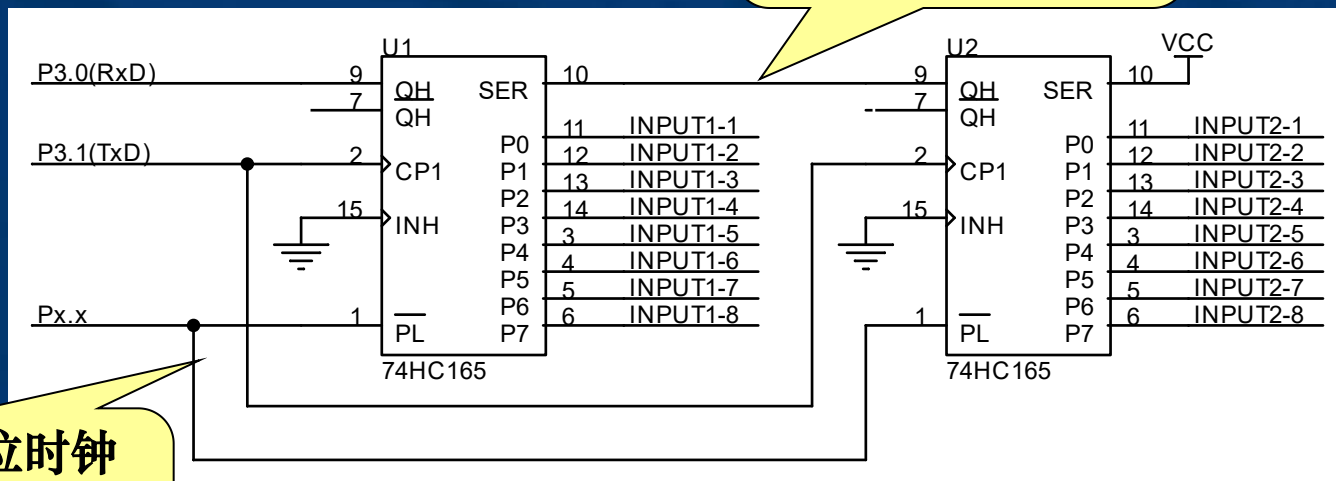 U1
U2
VCC
P3.0(RxD)
9
QH
SER
10
9
QH
SER
10
7
QH
7
QH
P0
11
INPUT1-1
P0
11
INPUT2-1
P3.1(TxD)
2
CP1
P1
12
INPUT1-2
2
CP1
P1
12
INPUT2-2
P2
13
INPUT1-3
P2
13
INPUT2-3
15
INH
P3
14
INPUT1-4
15
INH
P3
14
INPUT2-4
P4
3
INPUT1-5
P4
3
INPUT2-5
P5
4
INPUT1-6
P5
4
INPUT2-6
P6
5
INPUT1-7
P6
5
INPUT2-7
Px.x
1
PL
P7
6
INPUT1-8
1
PL
P7
6
INPUT2-8
74HC165
74HC165
位时钟